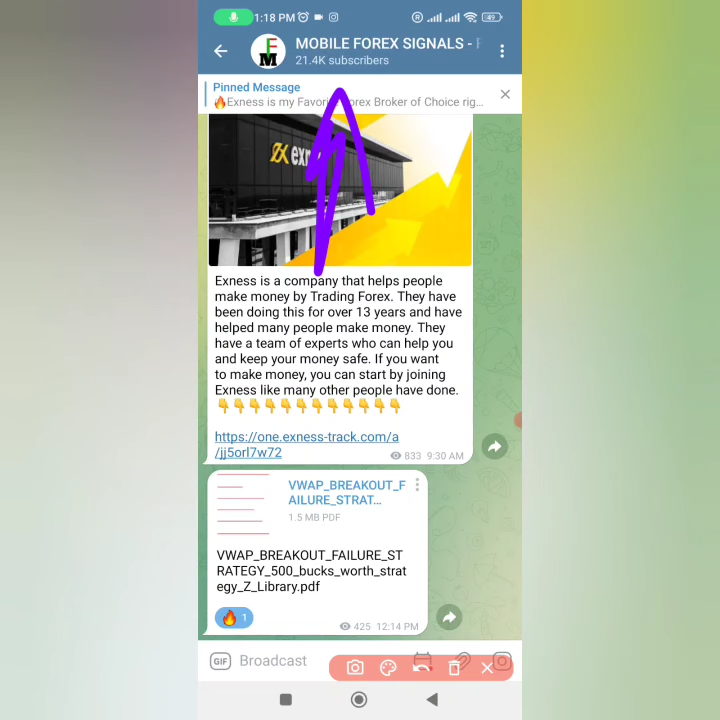 1:18 PM
49
MOBILE FOREX SIGNALS -
21.4K subscribers
Pinned Message
🔥Exness is my Favori orex Broker of Choice rig...
exn
Exness is a company that helps people
make money by Trading Forex. They have
been doing this for over 13 years and have
helped many people make money. They
have a team of experts who can help you
and keep your money safe. If you want
to make money, you can start by joining
Exness like many other people have done.
👇👇👇👇👇👇👇👇👇👇👇👇
https://one.exness-track.com/a
/jj5orl7w72
833 9:30 AM
VWAP_BREAKOUT_F
AILURE_STRAT...
1.5 MB PDF
VWAP_BREAKOUT_FAILURE_ST
RATEGY_500_bucks_worth_strat
egy_Z_Library.pdf
🔥 1
425 12:14 PM
GIF Broadcast